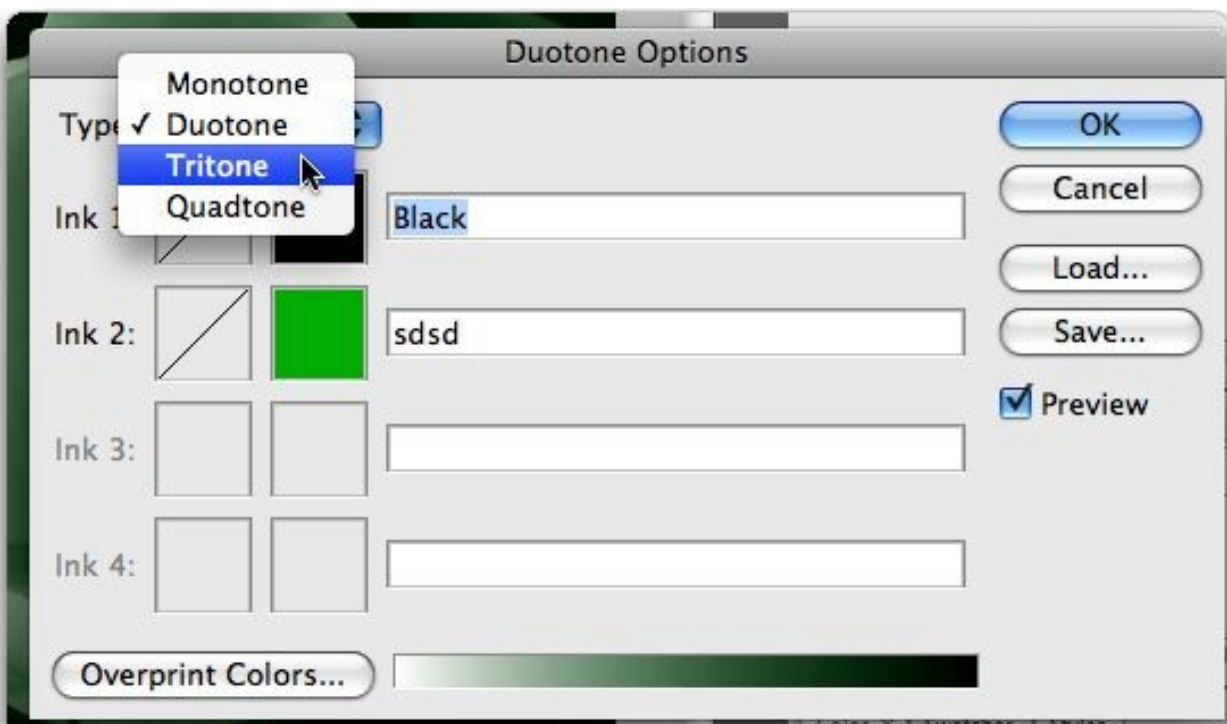 Duotone Options
Monotone
Type ✓ Duotone
Tritone
Quadtone
OK
Cancel
Load...
Save...
Preview
Ink 1
Black
Ink 2:
sdsd
Ink 3:
Ink 4:
Overprint Colors...